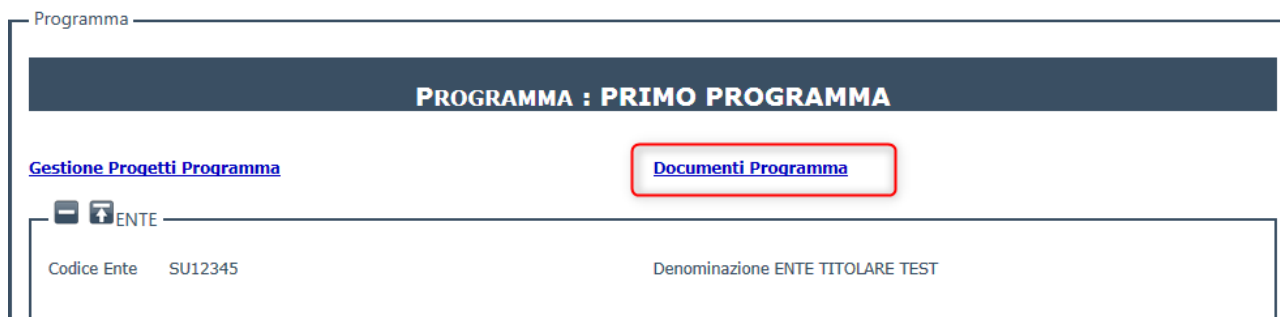 Programma
PROGRAMMA : PRIMO PROGRAMMA
Gestione Progetti Programma Documenti Programma
ENTE
Codice Ente SU12345 Denominazione ENTE TITOLARE TEST